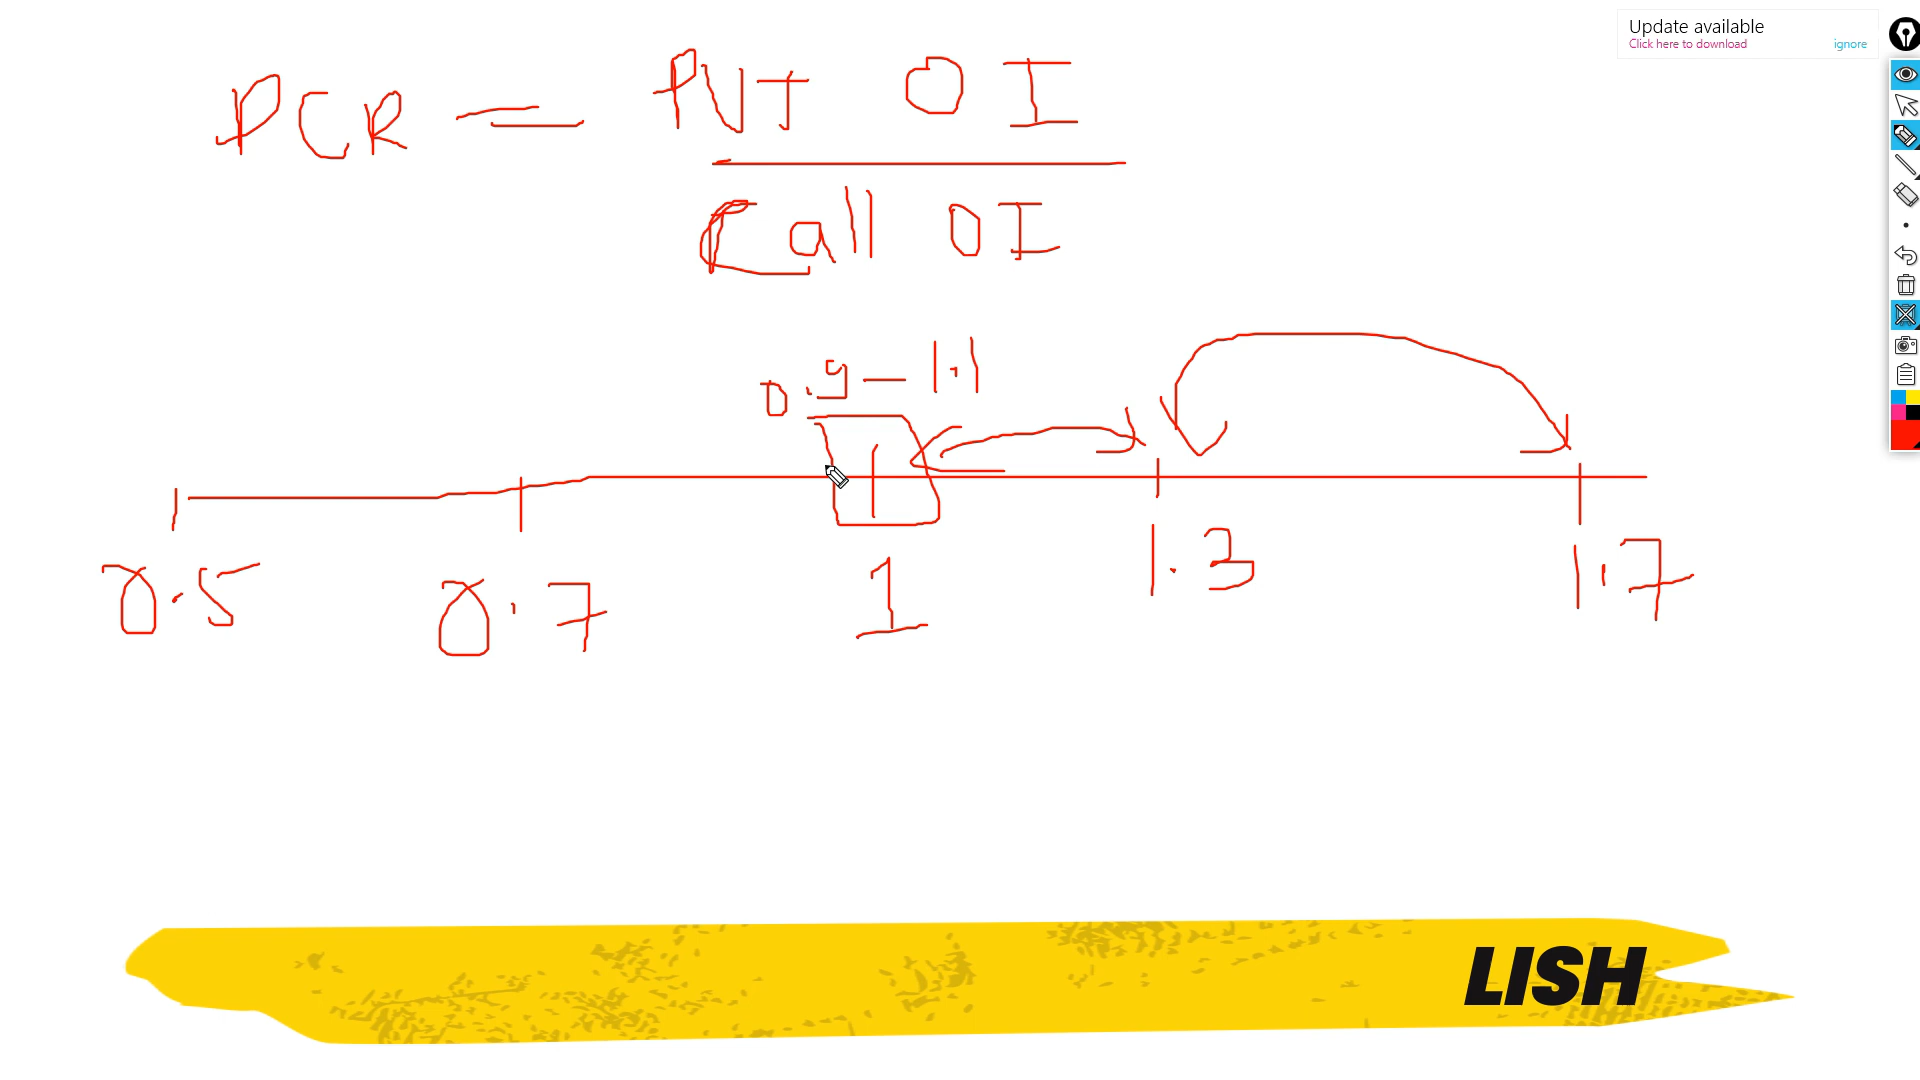 Update available
Click here to download ignore
PCR = PUT OI
Call OI
0.9 - 1.1
0.5 0.7 1 1.3 1.7
LISH